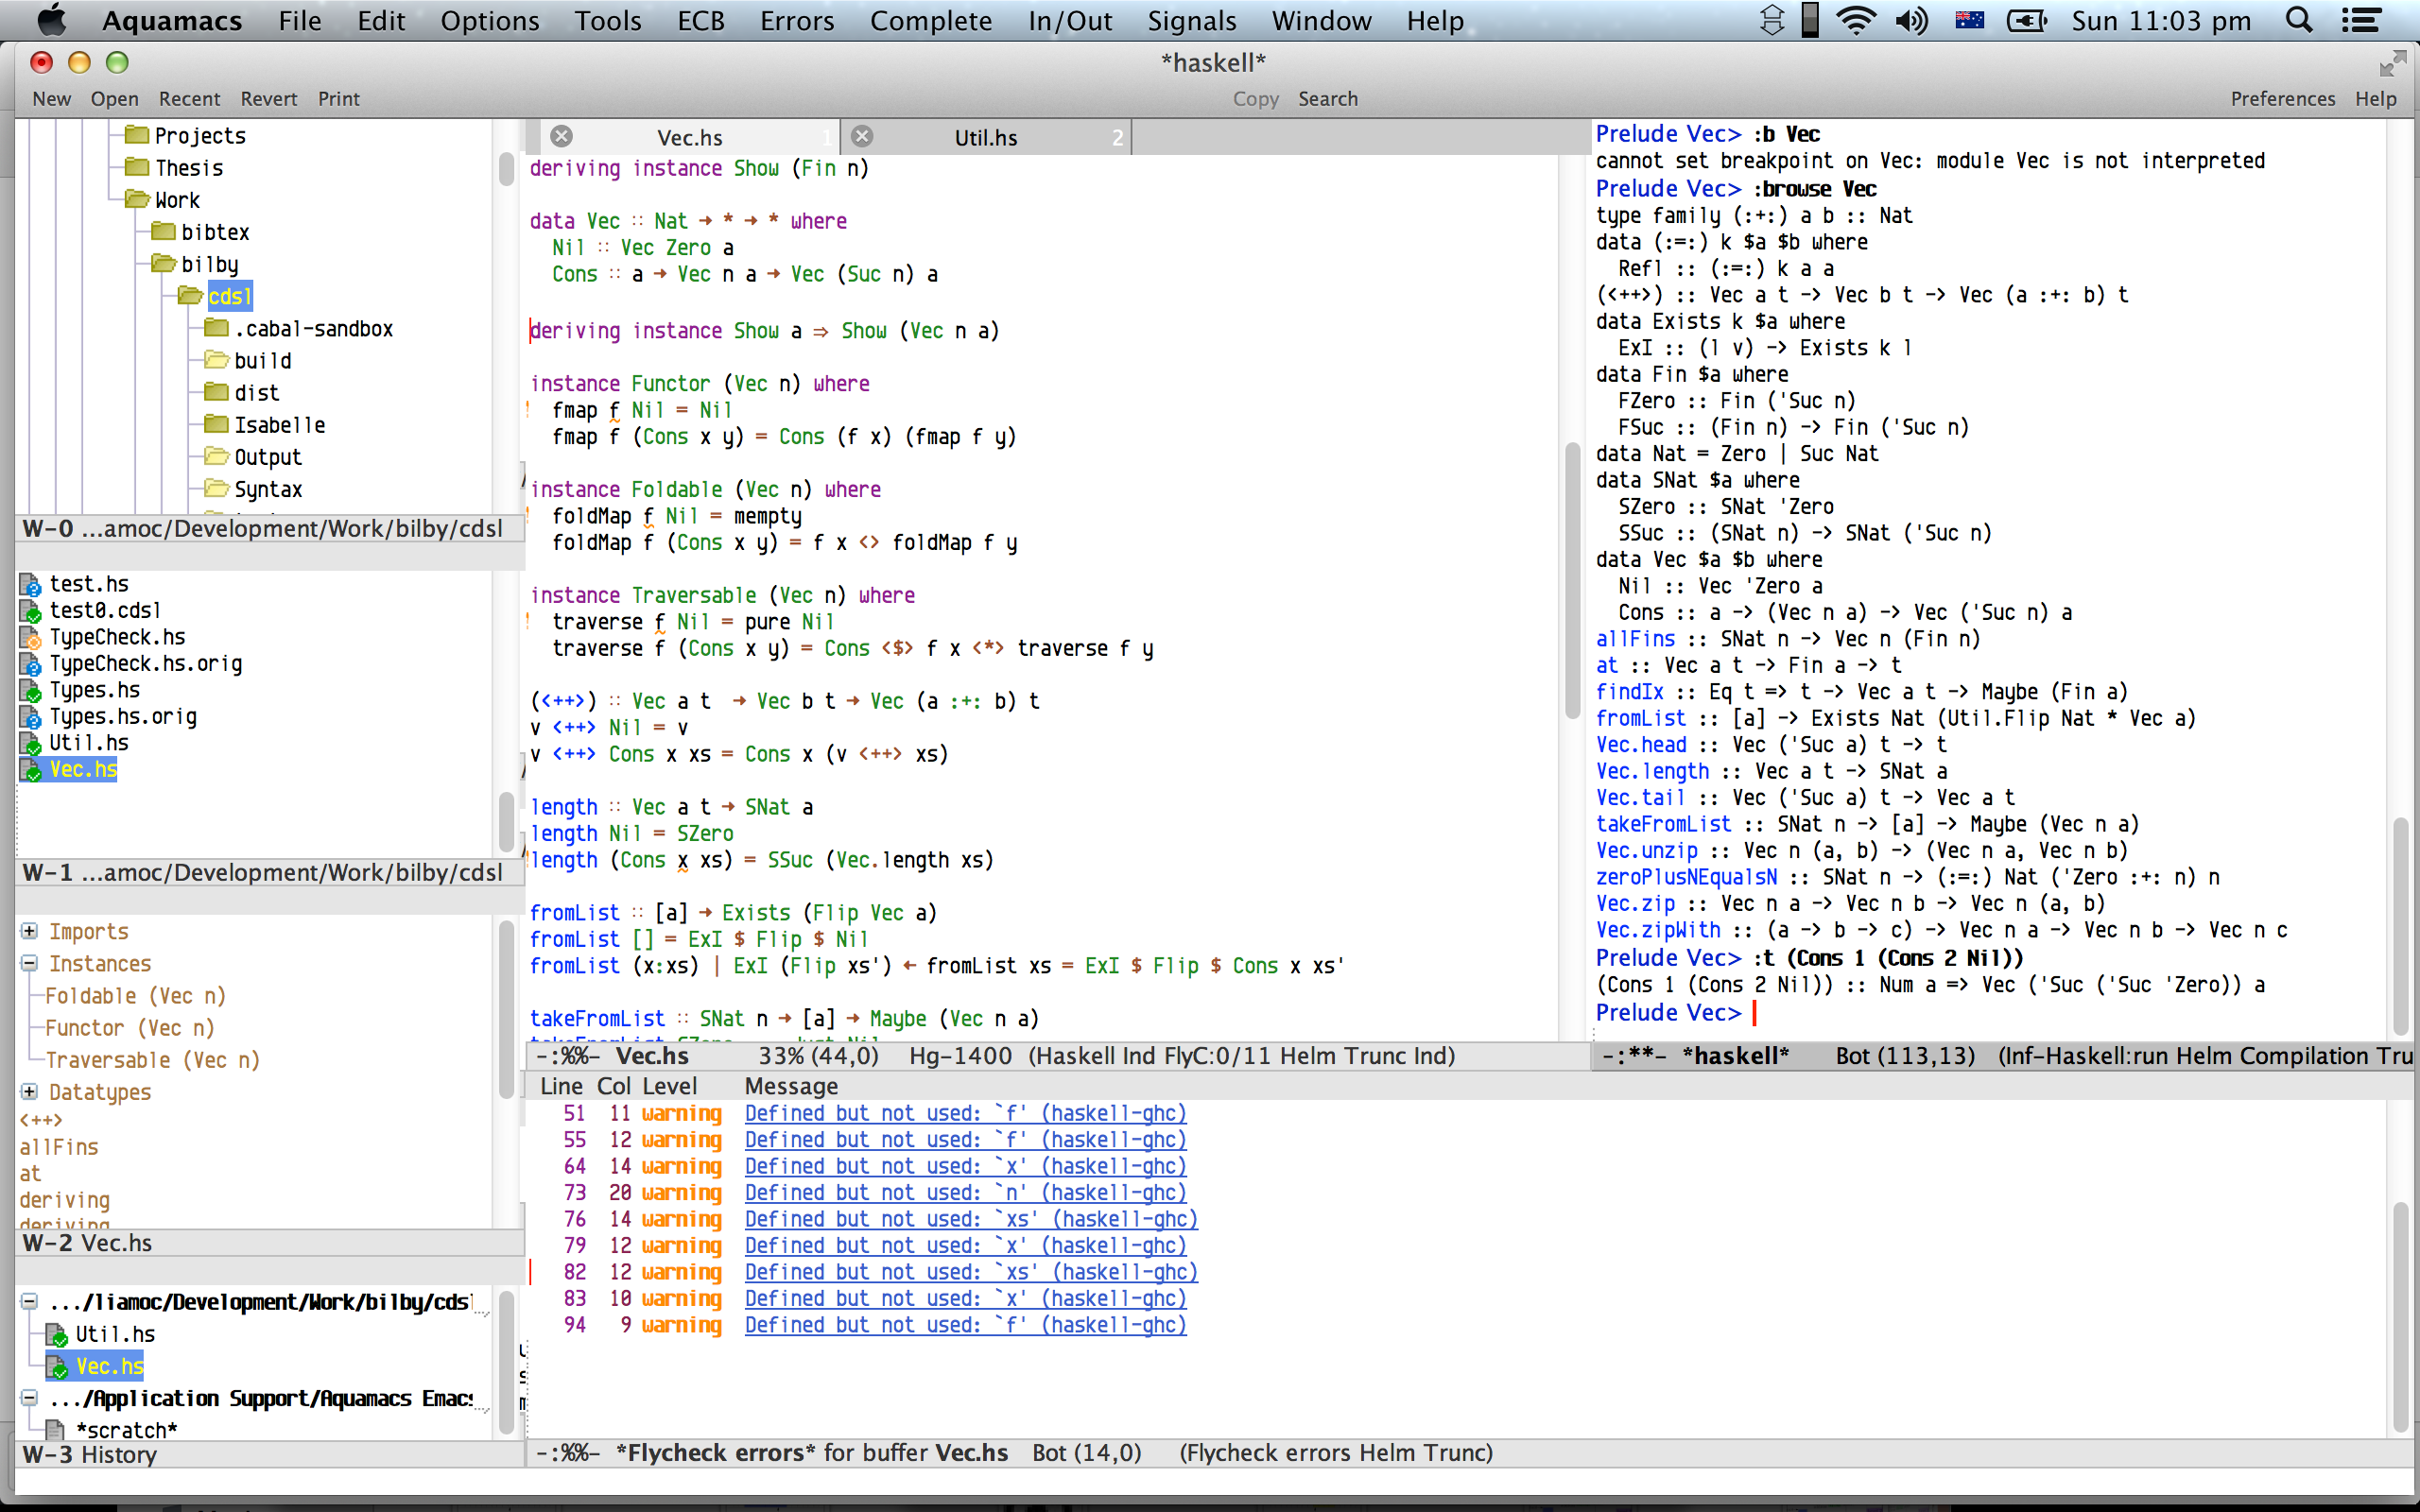 Aquamacs File Edit Options Tools ECB Errors Complete In/Out Signals Window Help Sun 11:03 pm
*haskell*
New Open Recent Revert Print Copy Search Preferences Help
Projects
Thesis
Work
bibtex
bilby
cdsl
.cabal-sandbox
build
dist
Isabelle
Output
Syntax
W-0 ...amoc/Development/Work/bilby/cdsl
test.hs
test0.cdsl
TypeCheck.hs
TypeCheck.hs.orig
Types.hs
Types.hs.orig
Util.hs
Vec.hs
W-1 ...amoc/Development/Work/bilby/cdsl
Imports
Instances
Foldable (Vec n)
Functor (Vec n)
Traversable (Vec n)
Datatypes
<++>
allFins
at
deriving
deriving
W-2 Vec.hs
.../liamoc/Development/Work/bilby/cdsl
Util.hs
Vec.hs
.../Application Support/Aquamacs Emacs
*scratch*
W-3 History
Vec.hs 1 Util.hs 2
deriving instance Show (Fin n)
data Vec ∷ Nat → * → * where
  Nil ∷ Vec Zero a
  Cons ∷ a → Vec n a → Vec (Suc n) a
deriving instance Show a ⇒ Show (Vec n a)
instance Functor (Vec n) where
!  fmap f Nil = Nil
  fmap f (Cons x y) = Cons (f x) (fmap f y)
instance Foldable (Vec n) where
!  foldMap f Nil = mempty
  foldMap f (Cons x y) = f x <> foldMap f y
instance Traversable (Vec n) where
!  traverse f Nil = pure Nil
  traverse f (Cons x y) = Cons <$> f x <*> traverse f y
(<++>) ∷ Vec a t  → Vec b t → Vec (a :+: b) t
v <++> Nil = v
v <++> Cons x xs = Cons x (v <++> xs)
length ∷ Vec a t → SNat a
length Nil = SZero
!length (Cons x xs) = SSuc (Vec.length xs)
fromList ∷ [a] → Exists (Flip Vec a)
fromList [] = ExI $ Flip $ Nil
fromList (x:xs) | ExI (Flip xs') ← fromList xs = ExI $ Flip $ Cons x xs'
takeFromList ∷ SNat n → [a] → Maybe (Vec n a)
-:%%- Vec.hs 33% (44,0) Hg-1400 (Haskell Ind FlyC:0/11 Helm Trunc Ind)
Prelude Vec> :b Vec
cannot set breakpoint on Vec: module Vec is not interpreted
Prelude Vec> :browse Vec
type family (:+:) a b :: Nat
data (:=:) k $a $b where
  Refl :: (:=:) k a a
(<++>) :: Vec a t -> Vec b t -> Vec (a :+: b) t
data Exists k $a where
  ExI :: (l v) -> Exists k l
data Fin $a where
  FZero :: Fin ('Suc n)
  FSuc :: (Fin n) -> Fin ('Suc n)
data Nat = Zero | Suc Nat
data SNat $a where
  SZero :: SNat 'Zero
  SSuc :: (SNat n) -> SNat ('Suc n)
data Vec $a $b where
  Nil :: Vec 'Zero a
  Cons :: a -> (Vec n a) -> Vec ('Suc n) a
allFins :: SNat n -> Vec n (Fin n)
at :: Vec a t -> Fin a -> t
findIx :: Eq t => t -> Vec a t -> Maybe (Fin a)
fromList :: [a] -> Exists Nat (Util.Flip Nat * Vec a)
Vec.head :: Vec ('Suc a) t -> t
Vec.length :: Vec a t -> SNat a
Vec.tail :: Vec ('Suc a) t -> Vec a t
takeFromList :: SNat n -> [a] -> Maybe (Vec n a)
Vec.unzip :: Vec n (a, b) -> (Vec n a, Vec n b)
zeroPlusNEqualsN :: SNat n -> (:=:) Nat ('Zero :+: n) n
Vec.zip :: Vec n a -> Vec n b -> Vec n (a, b)
Vec.zipWith :: (a -> b -> c) -> Vec n a -> Vec n b -> Vec n c
Prelude Vec> :t (Cons 1 (Cons 2 Nil))
(Cons 1 (Cons 2 Nil)) :: Num a => Vec ('Suc ('Suc 'Zero)) a
Prelude Vec>
-:**- *haskell* Bot (113,13) (Inf-Haskell:run Helm Compilation Tru
Line Col Level Message
51 11 warning Defined but not used: `f' (haskell-ghc)
55 12 warning Defined but not used: `f' (haskell-ghc)
64 14 warning Defined but not used: `x' (haskell-ghc)
73 20 warning Defined but not used: `n' (haskell-ghc)
76 14 warning Defined but not used: `xs' (haskell-ghc)
79 12 warning Defined but not used: `x' (haskell-ghc)
82 12 warning Defined but not used: `xs' (haskell-ghc)
83 10 warning Defined but not used: `x' (haskell-ghc)
94 9 warning Defined but not used: `f' (haskell-ghc)
-:%%- *Flycheck errors* for buffer Vec.hs Bot (14,0) (Flycheck errors Helm Trunc)